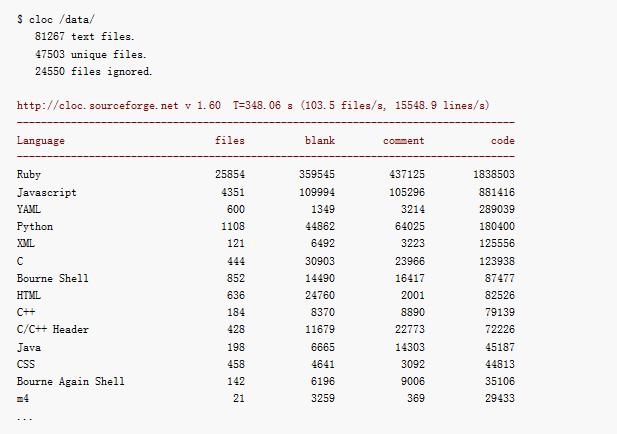 $ cloc /data/
81267 text files.
47503 unique files.
24550 files ignored.
http://cloc.sourceforge.net v 1.60 T=348.06 s (103.5 files/s, 15548.9 lines/s)
--------------------------------------------------------------------------------
Language files blank comment code
--------------------------------------------------------------------------------
Ruby 25854 359545 437125 1838503
Javascript 4351 109994 105296 881416
YAML 600 1349 3214 289039
Python 1108 44862 64025 180400
XML 121 6492 3223 125556
C 444 30903 23966 123938
Bourne Shell 852 14490 16417 87477
HTML 636 24760 2001 82526
C++ 184 8370 8890 79139
C/C++ Header 428 11679 22773 72226
Java 198 6665 14303 45187
CSS 458 4641 3092 44813
Bourne Again Shell 142 6196 9006 35106
m4 21 3259 369 29433
...